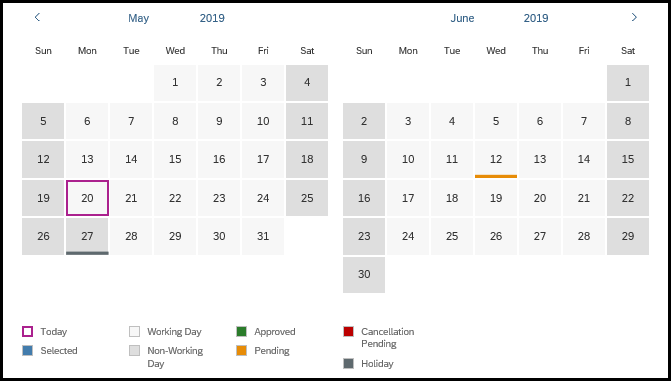 May 2019
June 2019
Sun Mon Tue Wed Thu Fri Sat
Sun Mon Tue Wed Thu Fri Sat
1 2 3 4
1
5 6 7 8 9 10 11
2 3 4 5 6 7 8
12 13 14 15 16 17 18
9 10 11 12 13 14 15
19 20 21 22 23 24 25
16 17 18 19 20 21 22
26 27 28 29 30 31
23 24 25 26 27 28 29
30
Today
Working Day
Approved
Cancellation
Pending
Selected
Non-Working
Day
Pending
Holiday